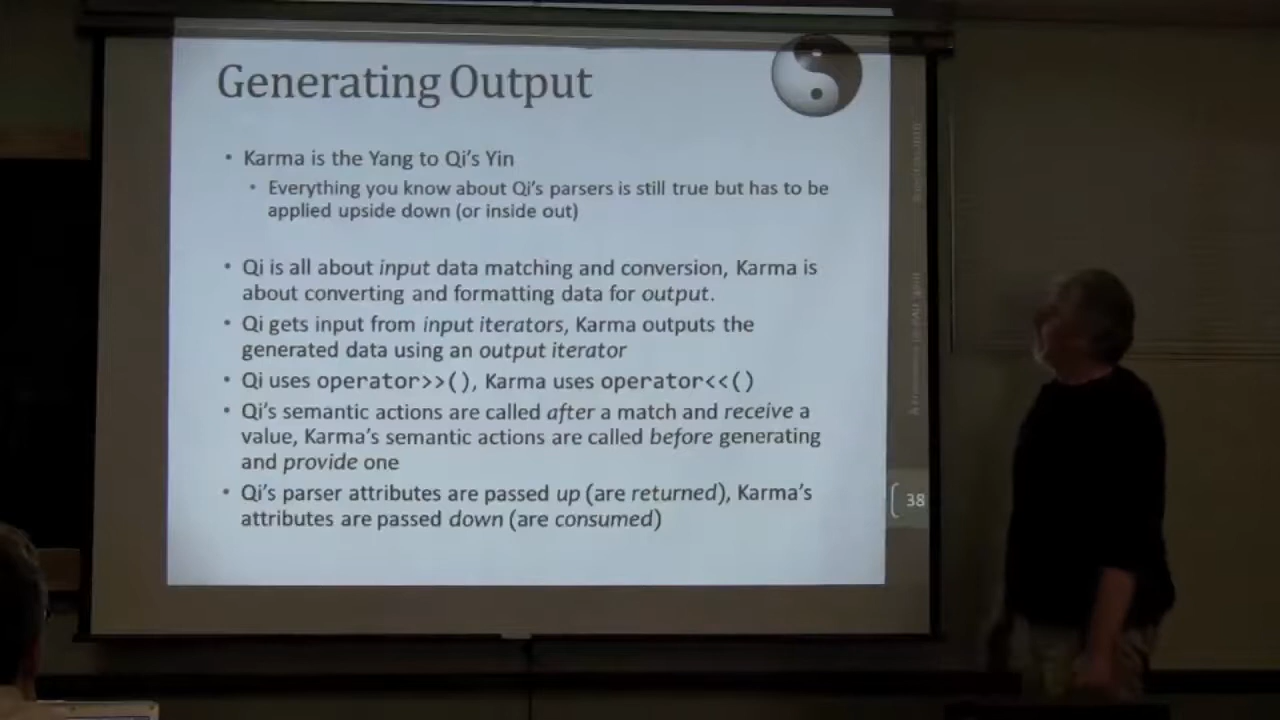 Generating Output
• Karma is the Yang to Qi's Yin
• Everything you know about Qi's parsers is still true but has to be
applied upside down (or inside out)
• Qi is all about input data matching and conversion, Karma is
about converting and formatting data for output.
• Qi gets input from input iterators, Karma outputs the
generated data using an output iterator
• Qi uses operator>>(), Karma uses operator<<()
• Qi's semantic actions are called after a match and receive a
value, Karma's semantic actions are called before generating
and provide one
• Qi's parser attributes are passed up (are returned), Karma's
attributes are passed down (are consumed)
38